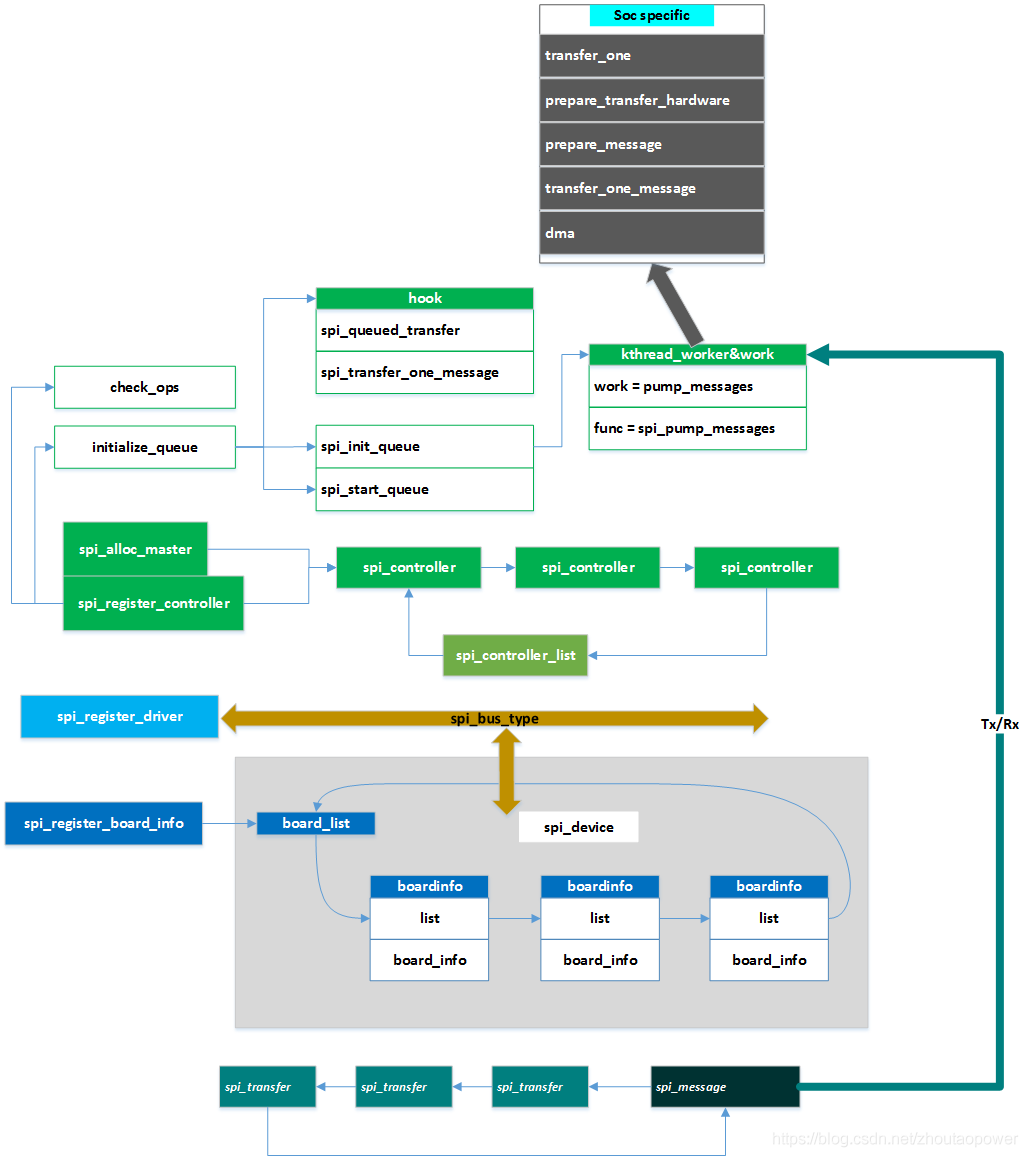 Soc specific
transfer_one
prepare_transfer_hardware
prepare_message
transfer_one_message
dma
hook
spi_queued_transfer
spi_transfer_one_message
kthread_worker&work
work = pump_messages
func = spi_pump_messages
check_ops
initialize_queue
spi_init_queue
spi_start_queue
spi_alloc_master
spi_register_controller
spi_controller
spi_controller
spi_controller
spi_controller_list
spi_register_driver
spi_bus_type
Tx/Rx
spi_register_board_info
board_list
spi_device
boardinfo
list
board_info
boardinfo
list
board_info
boardinfo
list
board_info
spi_transfer
spi_transfer
spi_transfer
spi_message
https://blog.csdn.net/zhoutaopower